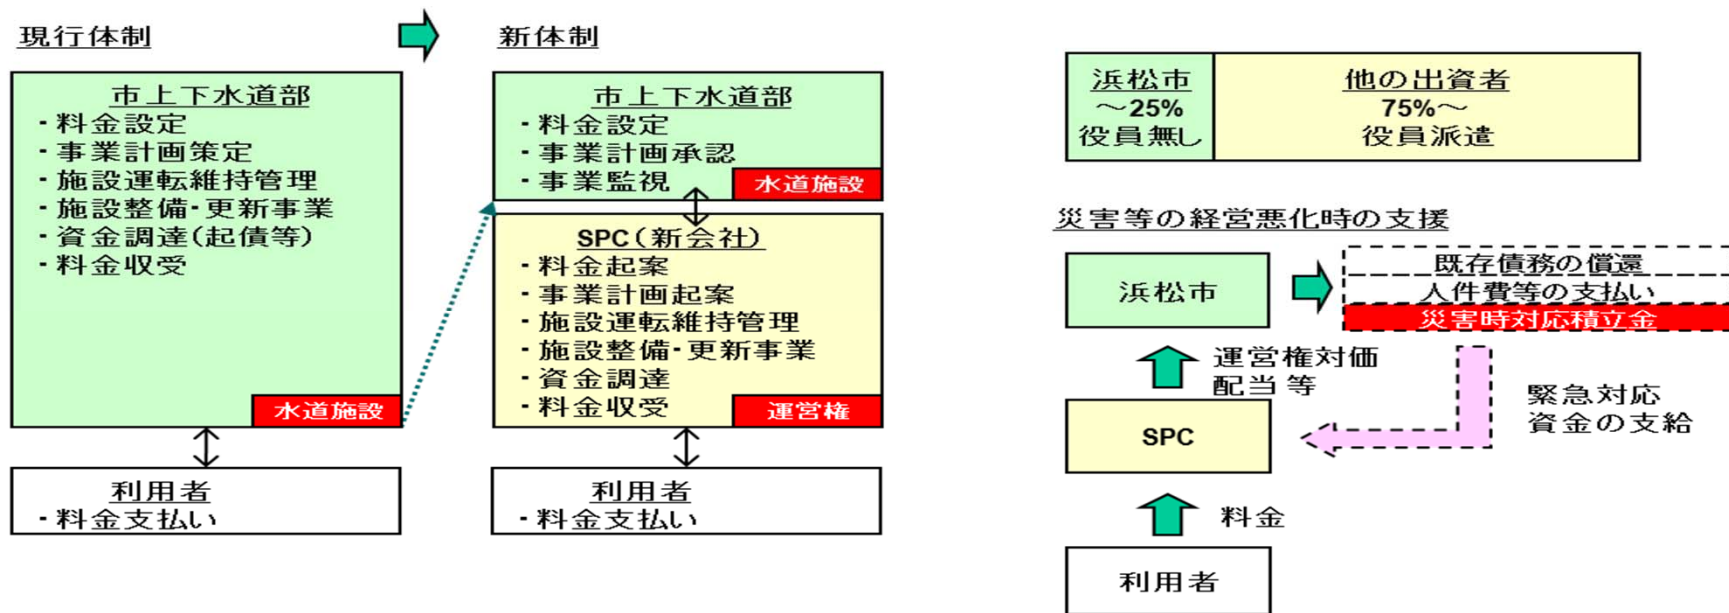 現行体制
市上下水道部
・料金設定
・事業計画策定
・施設運転維持管理
・施設整備・更新事業
・資金調達(起債等)
・料金収受
水道施設
利用者
・料金支払い
新体制
市上下水道部
・料金設定
・事業計画承認
・事業監視
水道施設
SPC(新会社)
・料金起案
・事業計画起案
・施設運転維持管理
・施設整備・更新事業
・資金調達
・料金収受
運営権
利用者
・料金支払い
浜松市
～25%
役員無し
他の出資者
75%～
役員派遣
災害等の経営悪化時の支援
浜松市
既存債務の償還
人件費等の支払い
災害時対応積立金
運営権対価
配当等
緊急対応
資金の支給
SPC
料金
利用者